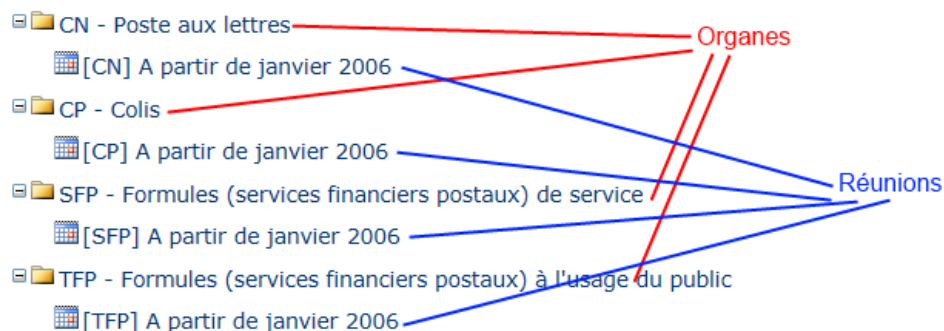 CN - Poste aux lettres
Organes
[CN] A partir de janvier 2006
CP - Colis
[CP] A partir de janvier 2006
Réunions
SFP - Formules (services financiers postaux) de service
[SFP] A partir de janvier 2006
TFP - Formules (services financiers postaux) à l'usage du public
[TFP] A partir de janvier 2006